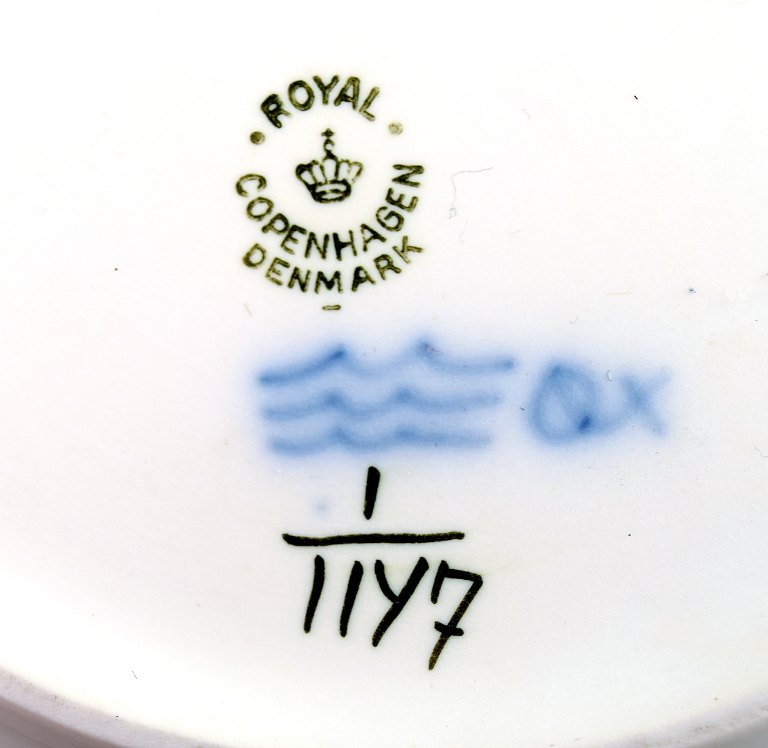 ROYAL
COPENHAGEN
DENMARK
1
1147